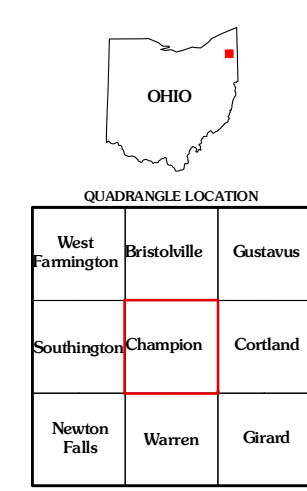 OHIO
QUADRANGLE LOCATION
West
Farmington
Bristolville
Gustavus
Southington
Champion
Cortland
Newton
Falls
Warren
Girard